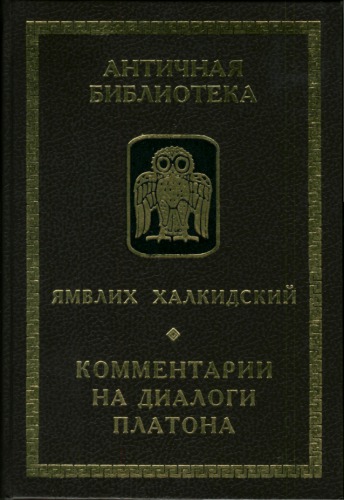 АНТИЧНАЯ
БИБЛИОТЕКА
ЯМВЛИХ ХАЛКИДСКИЙ
КОММЕНТАРИИ
НА ДИАЛОГИ
ПЛАТОНА